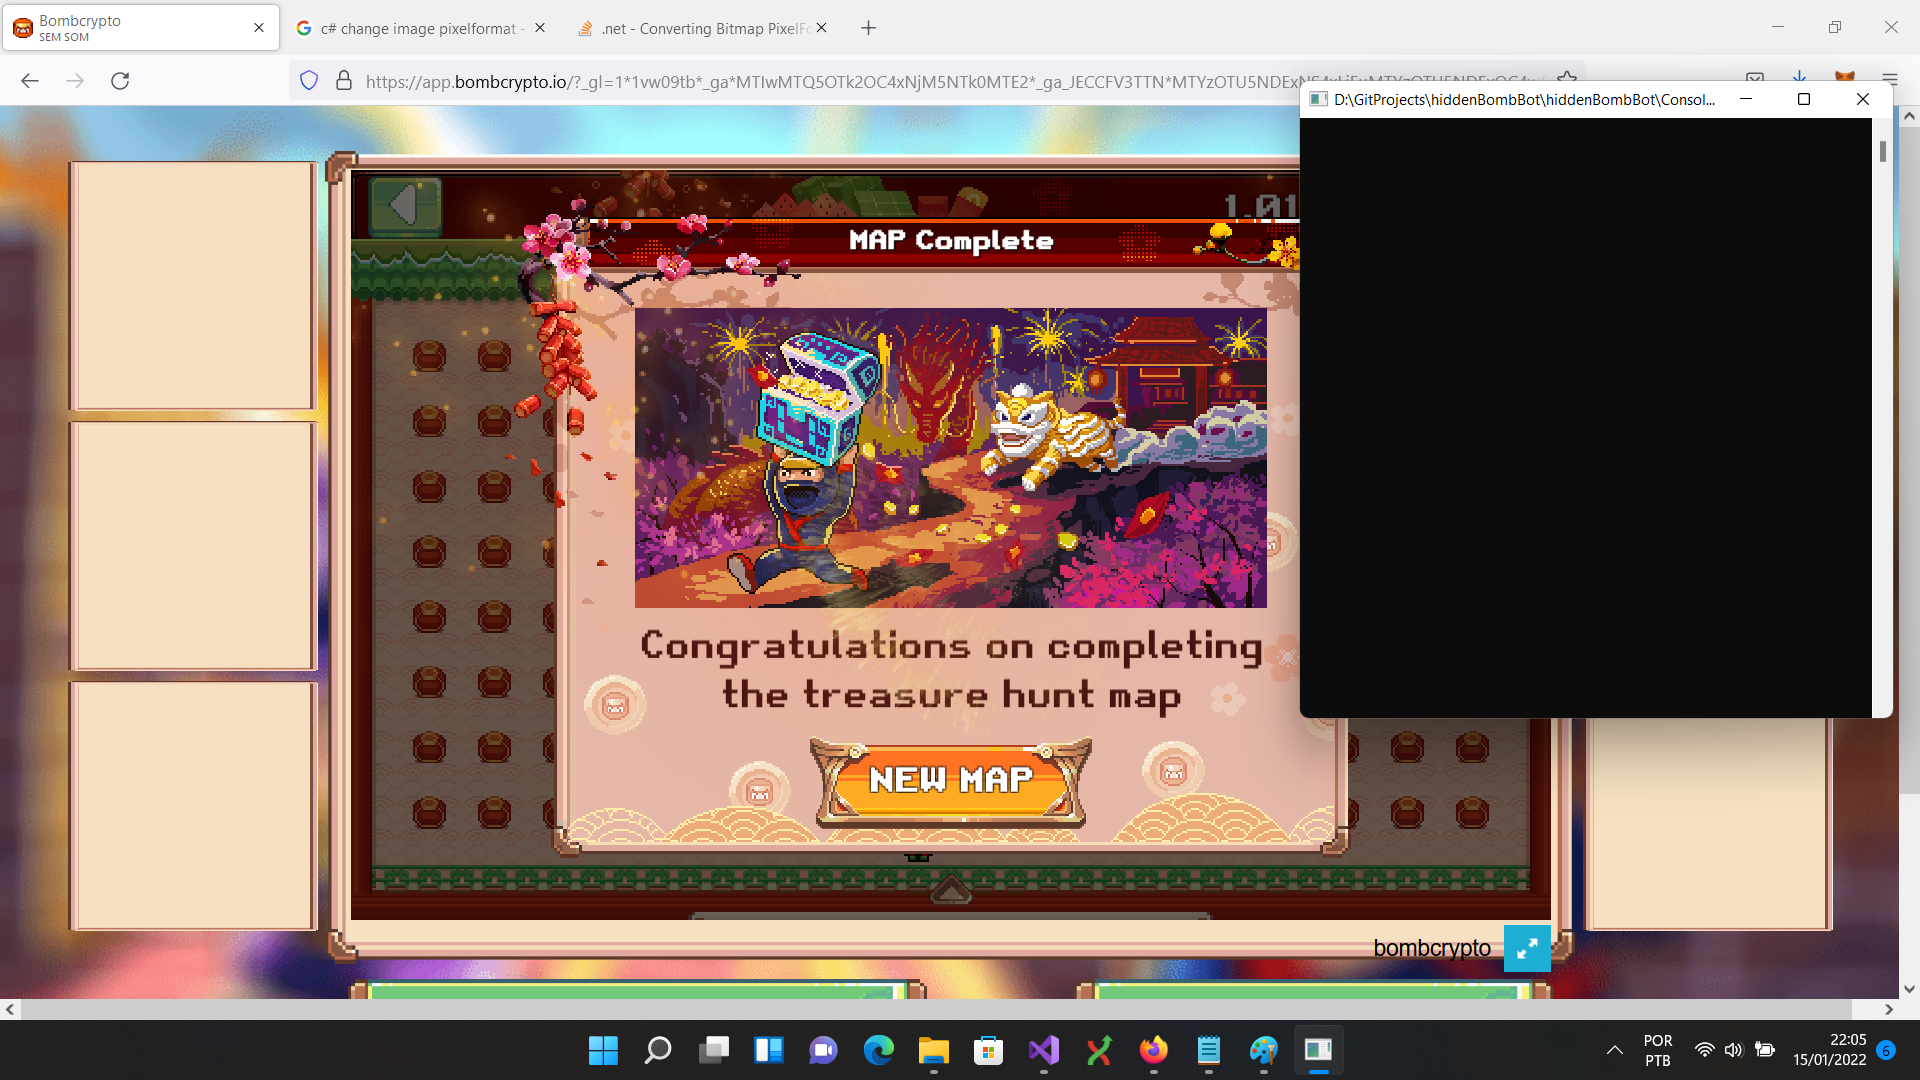 Bombcrypto
SEM SOM
c# change image pixelformat -
.net - Converting Bitmap PixelFo
https://app.bombcrypto.io/?_gl=1*1vw09tb*_ga*MTIwMTQ5OTk2OC4xNjM5NTk0MTE2*_ga_JECCFV3TTN*MTYzOTU5NDExNS4xLjEuMTYzOTU5NDExOC4w
D:\GitProjects\hiddenBombBot\hiddenBombBot\Consol...
1.01
MAP Complete
Congratulations on completing
the treasure hunt map
NEW MAP
bombcrypto
POR
PTB
22:05
15/01/2022
6